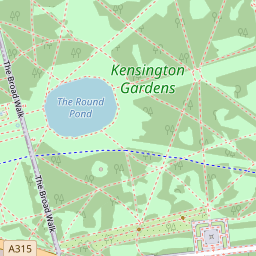 The Broad Walk
Kensington
Gardens
The Round
Pond
The Broad Walk
A315